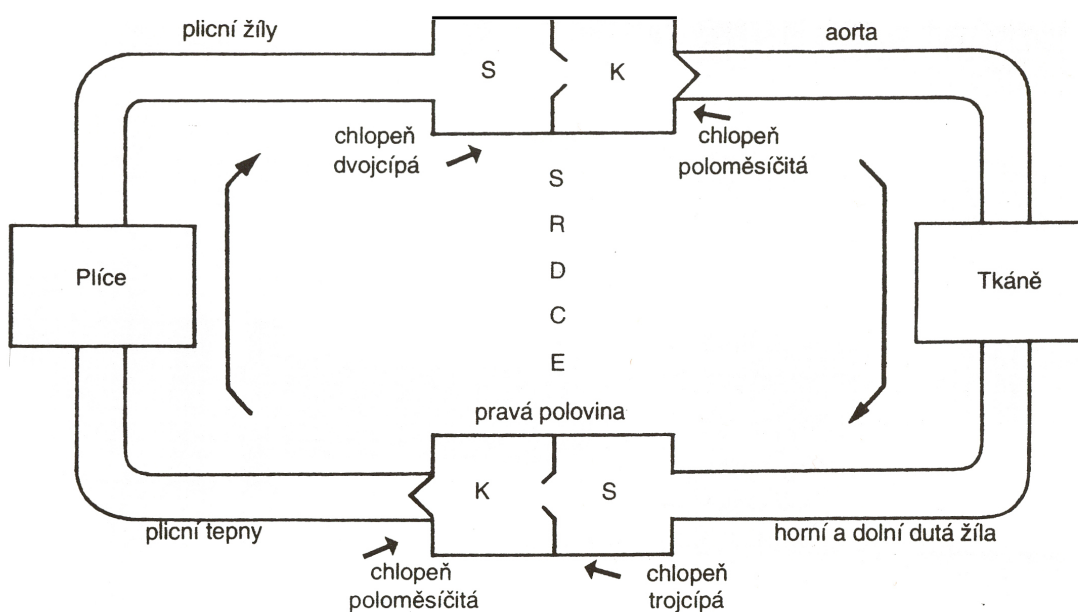 plicní žíly
aorta
S
K
chlopeň
dvojcípá
chlopeň
poloměsíčitá
S
R
D
C
E
Plíce
Tkáně
pravá polovina
K
S
plicní tepny
horní a dolní dutá žíla
chlopeň
poloměsíčitá
chlopeň
trojcípá